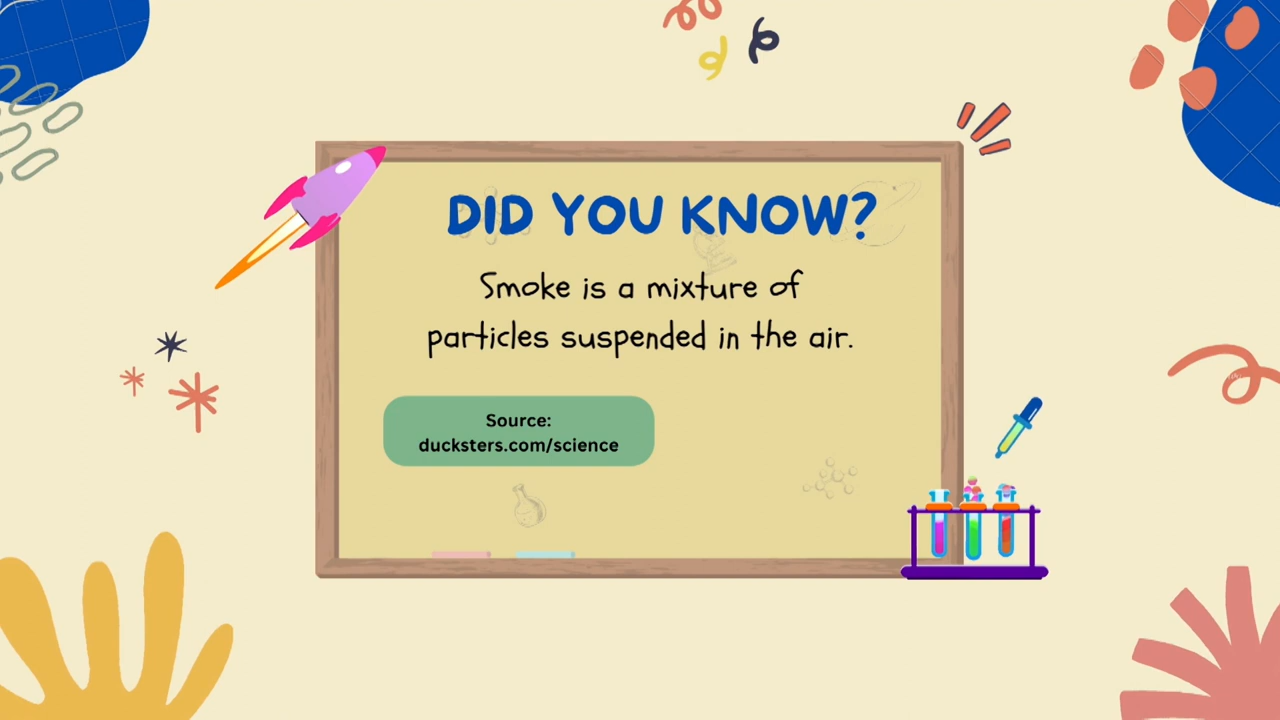 DID YOU KNOW?
Smoke is a mixture of
particles suspended in the air.
Source:
ducksters.com/science